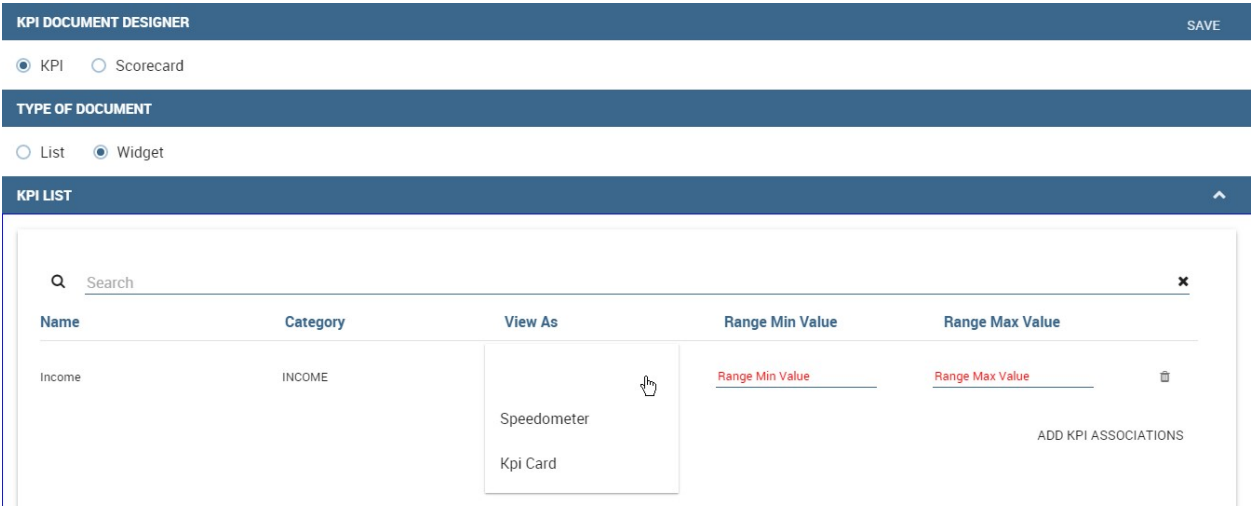 KPI DOCUMENT DESIGNER SAVE
KPI Scorecard
TYPE OF DOCUMENT
List Widget
KPI LIST
Search
Name Category View As Range Min Value Range Max Value
Income INCOME Range Min Value Range Max Value
Speedometer
ADD KPI ASSOCIATIONS
Kpi Card